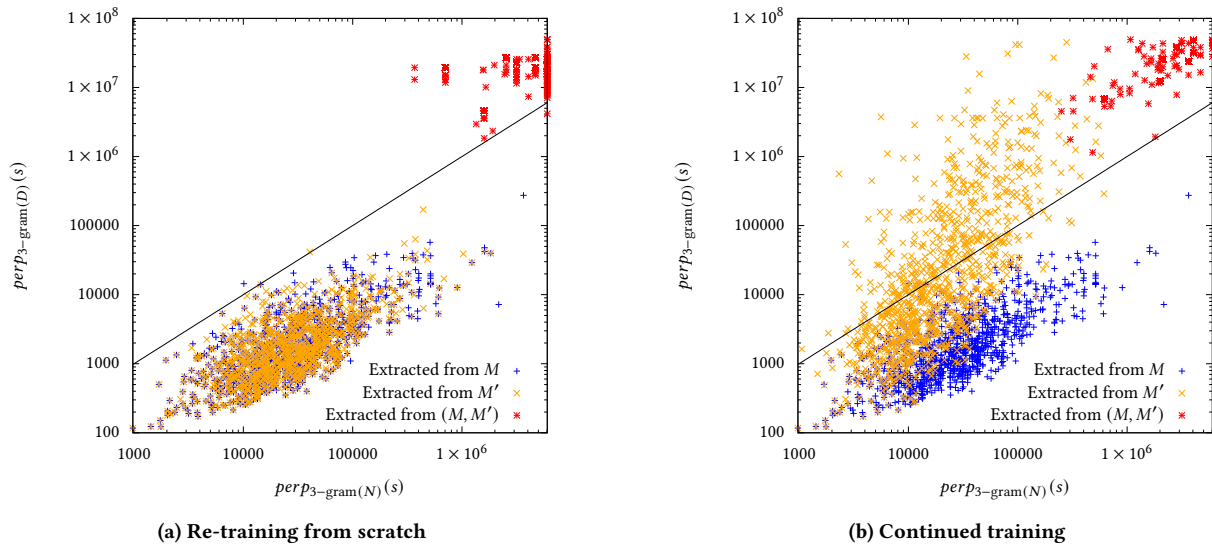 1 × 10^8
1 × 10^7
1 × 10^6
100000
10000
1000
100
perp_{3−gram(D)}(s)
Extracted from M
Extracted from M′
Extracted from (M, M′)
1000
10000
100000
1 × 10^6
perp_{3−gram(N)}(s)
(a) Re-training from scratch
1 × 10^8
1 × 10^7
1 × 10^6
100000
10000
1000
100
perp_{3−gram(D)}(s)
Extracted from M
Extracted from M′
Extracted from (M, M′)
1000
10000
100000
1 × 10^6
perp_{3−gram(N)}(s)
(b) Continued training